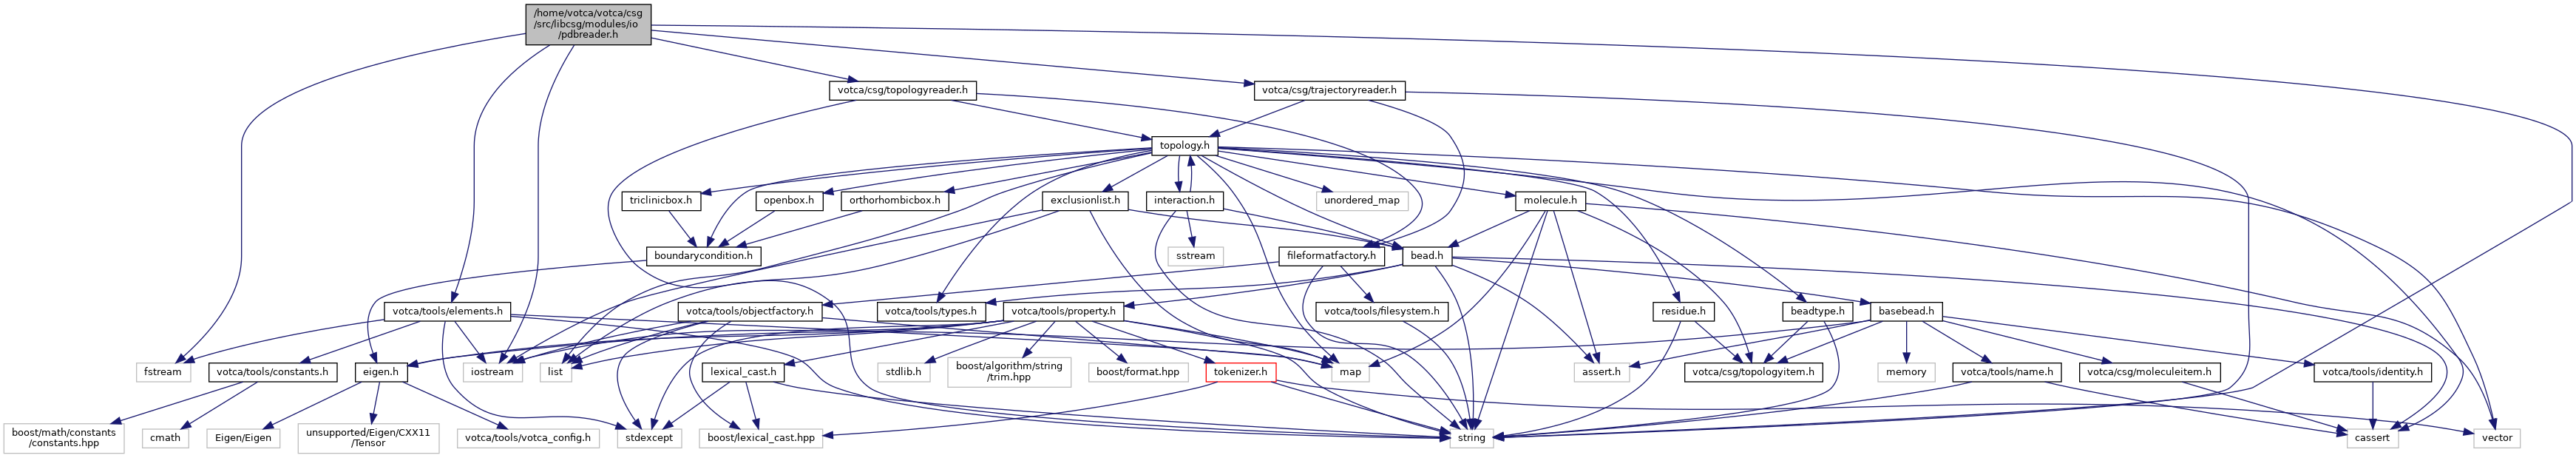 /home/votca/votca/csg
/src/libcsg/modules/io
/pdbreader.h
votca/csg/topologyreader.h
votca/csg/trajectoryreader.h
topology.h
triclinicbox.h
openbox.h
orthorhombicbox.h
exclusionlist.h
interaction.h
unordered_map
molecule.h
boundarycondition.h
sstream
fileformatfactory.h
bead.h
votca/tools/elements.h
votca/tools/objectfactory.h
votca/tools/types.h
votca/tools/property.h
votca/tools/filesystem.h
residue.h
beadtype.h
basebead.h
fstream
votca/tools/constants.h
eigen.h
iostream
list
lexical_cast.h
stdlib.h
boost/algorithm/string
/trim.hpp
boost/format.hpp
tokenizer.h
map
assert.h
votca/csg/topologyitem.h
memory
votca/tools/name.h
votca/csg/moleculeitem.h
votca/tools/identity.h
boost/math/constants
/constants.hpp
cmath
Eigen/Eigen
unsupported/Eigen/CXX11
/Tensor
votca/tools/votca_config.h
stdexcept
boost/lexical_cast.hpp
string
cassert
vector